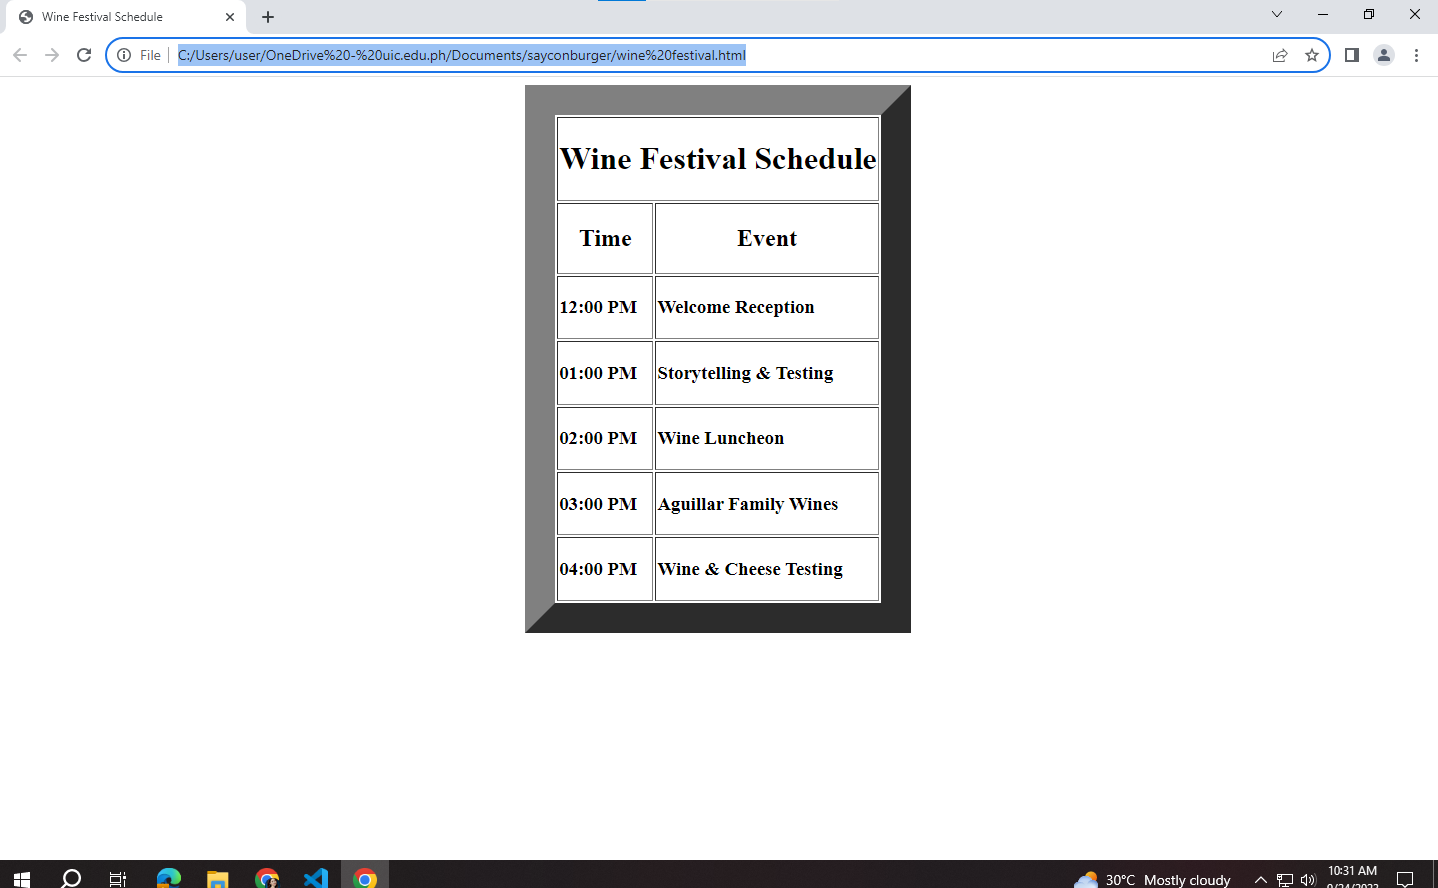 Wine Festival Schedule
File C:/Users/user/OneDrive%20-%20uic.edu.ph/Documents/sayconburger/wine%20festival.html
Wine Festival Schedule
Time Event
12:00 PM Welcome Reception
01:00 PM Storytelling & Testing
02:00 PM Wine Luncheon
03:00 PM Aguillar Family Wines
04:00 PM Wine & Cheese Testing
30°C Mostly cloudy
10:31 AM